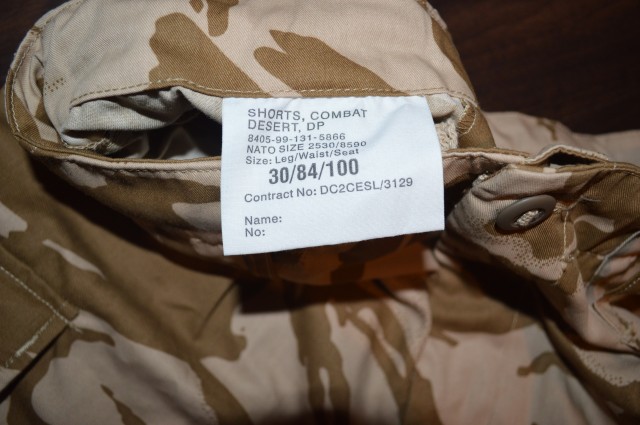 SHORTS, COMBAT
DESERT, DP
8405-99-131-5866
NATO SIZE 2530/8590
Size: Leg/Waist/Seat
30/84/100
Contract No: DC2CESL/3129
Name:
No: